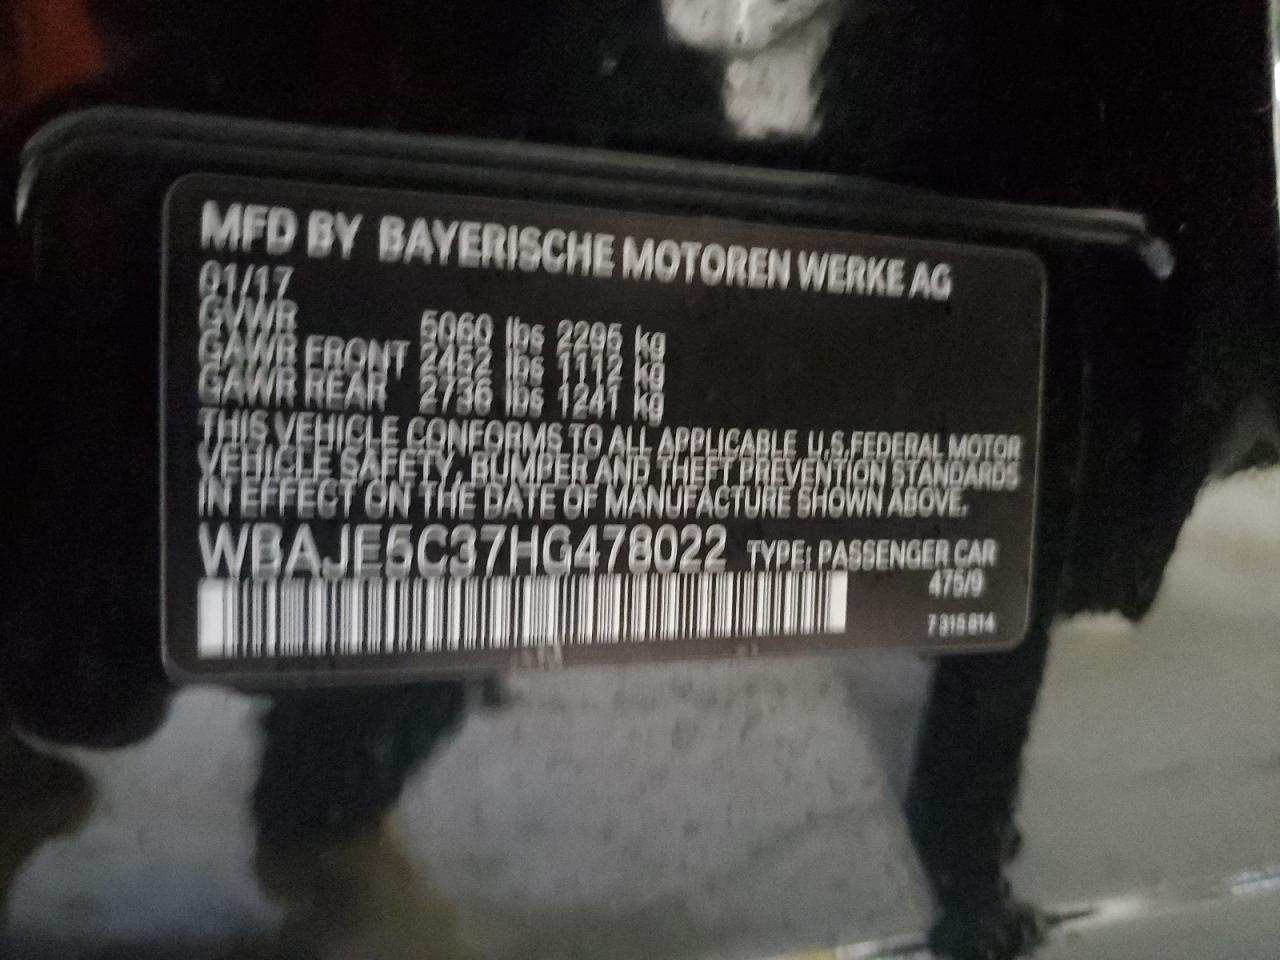 MFD BY BAYERISCHE MOTOREN WERKE AG
01/17
GVWR 5060 lbs 2295 kg
GAWR FRONT 2452 lbs 1112 kg
GAWR REAR 2736 lbs 1241 kg
THIS VEHICLE CONFORMS TO ALL APPLICABLE U.S.FEDERAL MOTOR
VEHICLE SAFETY, BUMPER AND THEFT PREVENTION STANDARDS
IN EFFECT ON THE DATE OF MANUFACTURE SHOWN ABOVE.
WBAJE5C37HG478022 TYPE: PASSENGER CAR
475/9
7 315 814